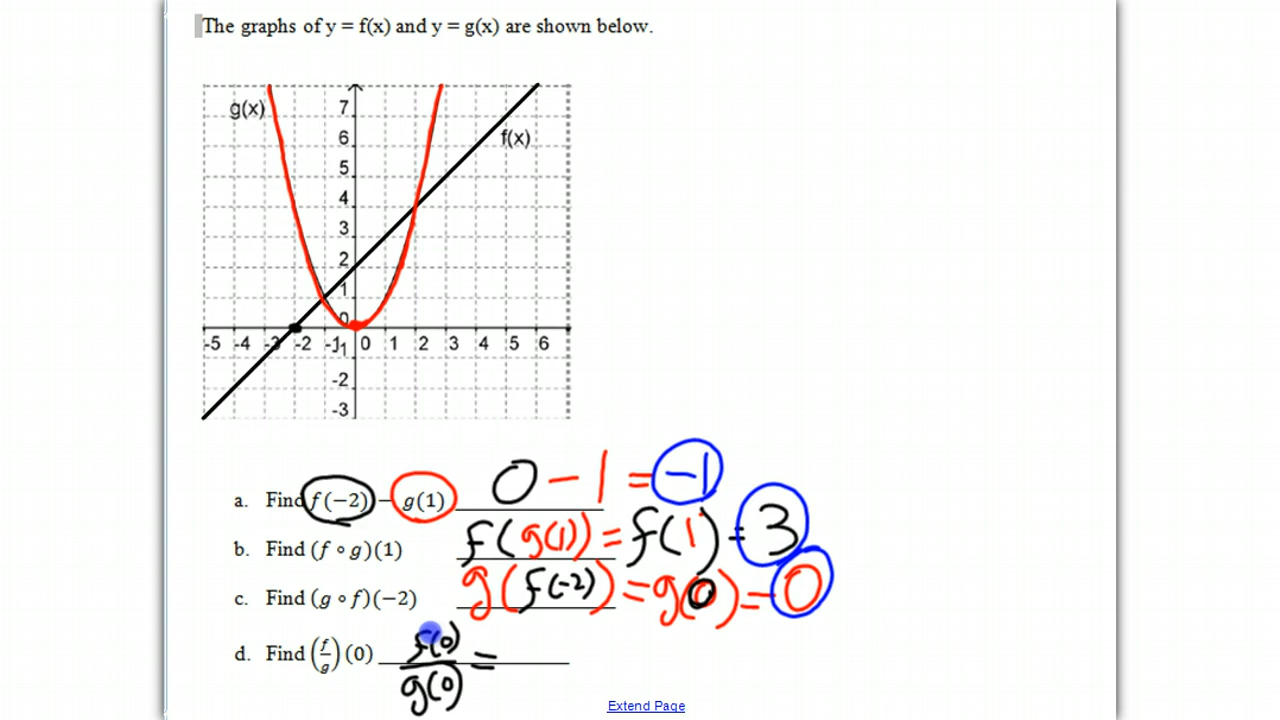 The graphs of y = f(x) and y = g(x) are shown below.
g(x)
f(x)
7
6
5
4
3
2
1
0
-5 -4 -3 -2 -1 0 1 2 3 4 5 6
-1
-2
-3
a. Find f(−2) − g(1) 0 − 1 = −1
b. Find (f ∘ g)(1) f(g(1)) = f(1) = 3
c. Find (g ∘ f)(−2) g(f(-2)) = g(0) = 0
d. Find (f/g)(0) f(0)/g(0) =
Extend Page